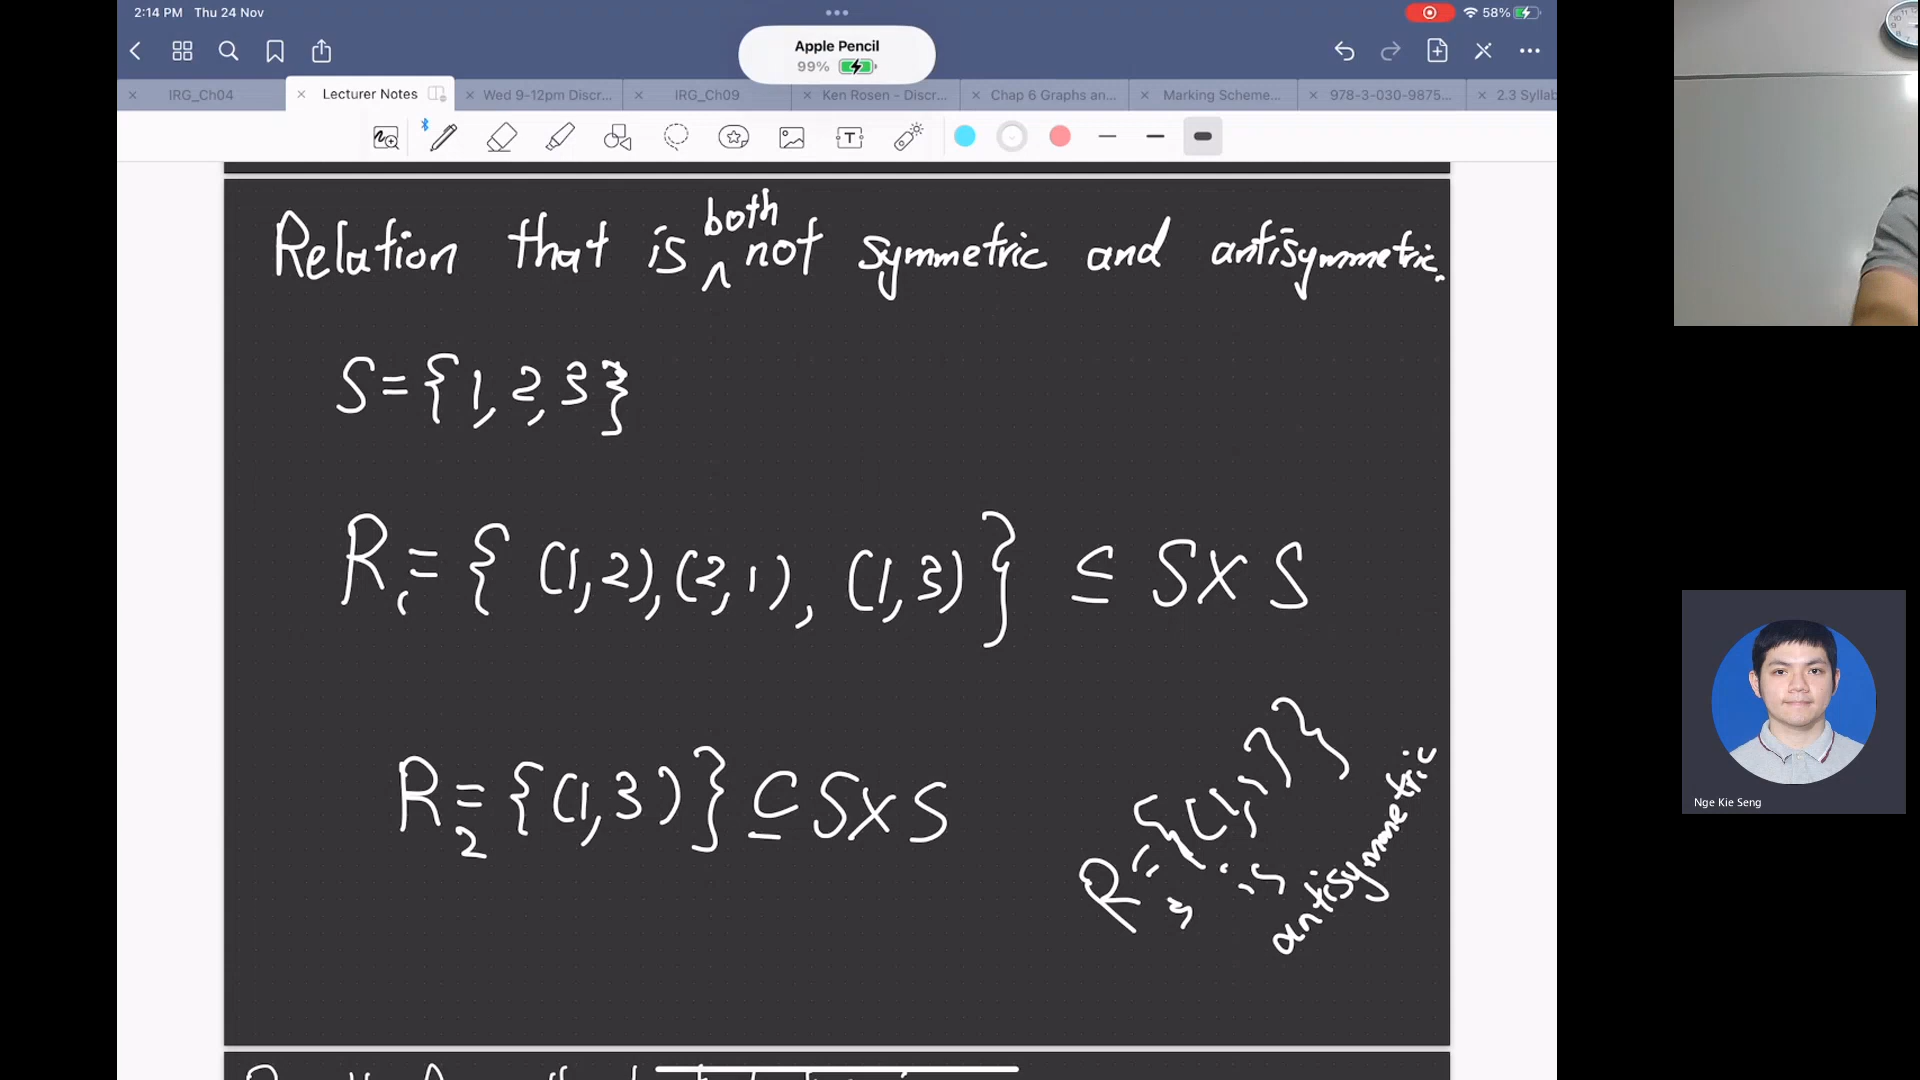 2:14 PM Thu 24 Nov
58%
Apple Pencil
99%
IRG_Ch04
Lecturer Notes
Wed 9-12pm Discr...
IRG_Ch09
Ken Rosen - Discr...
Chap 6 Graphs an...
Marking Scheme...
978-3-030-9875...
2.3 Syllab
both
Relation that is ^ not symmetric and antisymmetric.
S = {1, 2, 3}
R₁ = { (1,2), (2,1), (1,3) } ⊆ S X S
R₂ = {(1,3)} ⊆ S X S
R₃ = {(1,1)} is
antisymmetric
Nge Kie Seng